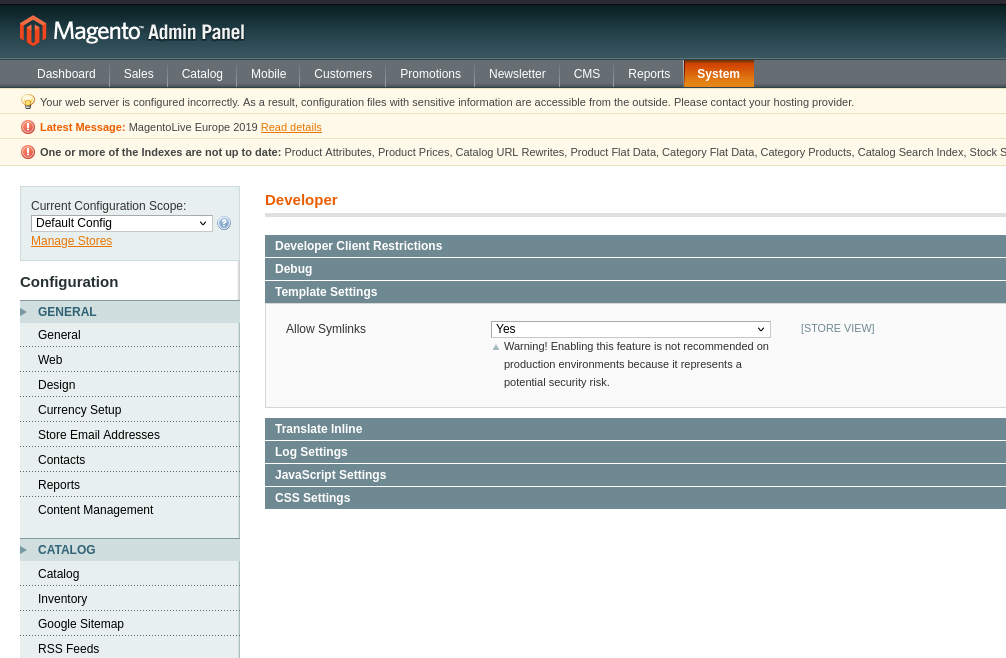 Magento™ Admin Panel
Dashboard Sales Catalog Mobile Customers Promotions Newsletter CMS Reports System
Your web server is configured incorrectly. As a result, configuration files with sensitive information are accessible from the outside. Please contact your hosting provider.
Latest Message: MagentoLive Europe 2019 Read details
One or more of the Indexes are not up to date: Product Attributes, Product Prices, Catalog URL Rewrites, Product Flat Data, Category Flat Data, Category Products, Catalog Search Index, Stock S
Current Configuration Scope:
Default Config
Manage Stores
Configuration
GENERAL
General
Web
Design
Currency Setup
Store Email Addresses
Contacts
Reports
Content Management
CATALOG
Catalog
Inventory
Google Sitemap
RSS Feeds
Developer
Developer Client Restrictions
Debug
Template Settings
Allow Symlinks Yes [STORE VIEW]
Warning! Enabling this feature is not recommended on
production environments because it represents a
potential security risk.
Translate Inline
Log Settings
JavaScript Settings
CSS Settings